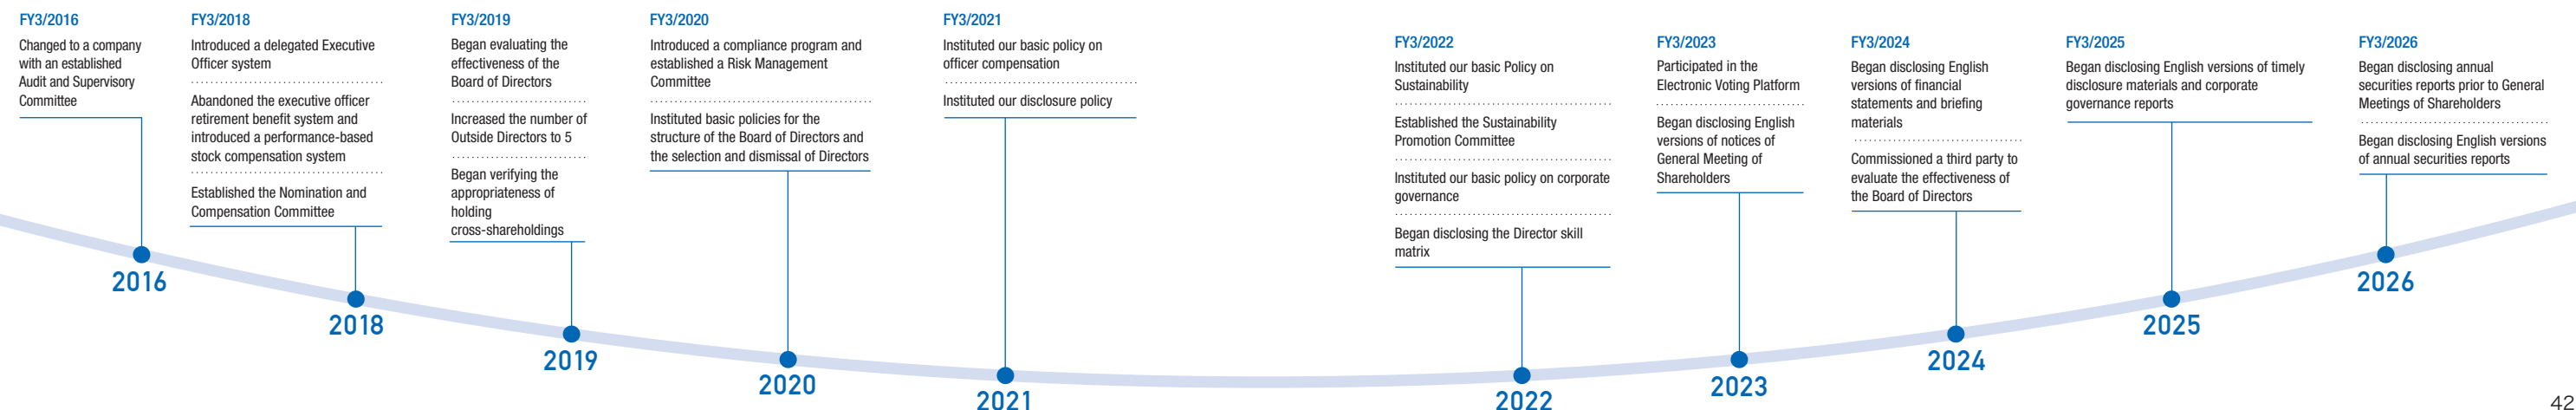 FY3/2016
Changed to a company
with an established
Audit and Supervisory
Committee
2016
FY3/2018
Introduced a delegated Executive
Officer system
Abandoned the executive officer
retirement benefit system and
introduced a performance-based
stock compensation system
Established the Nomination and
Compensation Committee
2018
FY3/2019
Began evaluating the
effectiveness of the
Board of Directors
Increased the number of
Outside Directors to 5
Began verifying the
appropriateness of
holding
cross-shareholdings
2019
FY3/2020
Introduced a compliance program and
established a Risk Management
Committee
Instituted basic policies for the
structure of the Board of Directors and
the selection and dismissal of Directors
2020
FY3/2021
Instituted our basic policy on
officer compensation
Instituted our disclosure policy
2021
FY3/2022
Instituted our basic Policy on
Sustainability
Established the Sustainability
Promotion Committee
Instituted our basic policy on corporate
governance
Began disclosing the Director skill
matrix
2022
FY3/2023
Participated in the
Electronic Voting Platform
Began disclosing English
versions of notices of
General Meeting of
Shareholders
2023
FY3/2024
Began disclosing English
versions of financial
statements and briefing
materials
Commissioned a third party to
evaluate the effectiveness of
the Board of Directors
2024
FY3/2025
Began disclosing English versions of timely
disclosure materials and corporate
governance reports
2025
FY3/2026
Began disclosing annual
securities reports prior to General
Meetings of Shareholders
Began disclosing English versions
of annual securities reports
2026
42